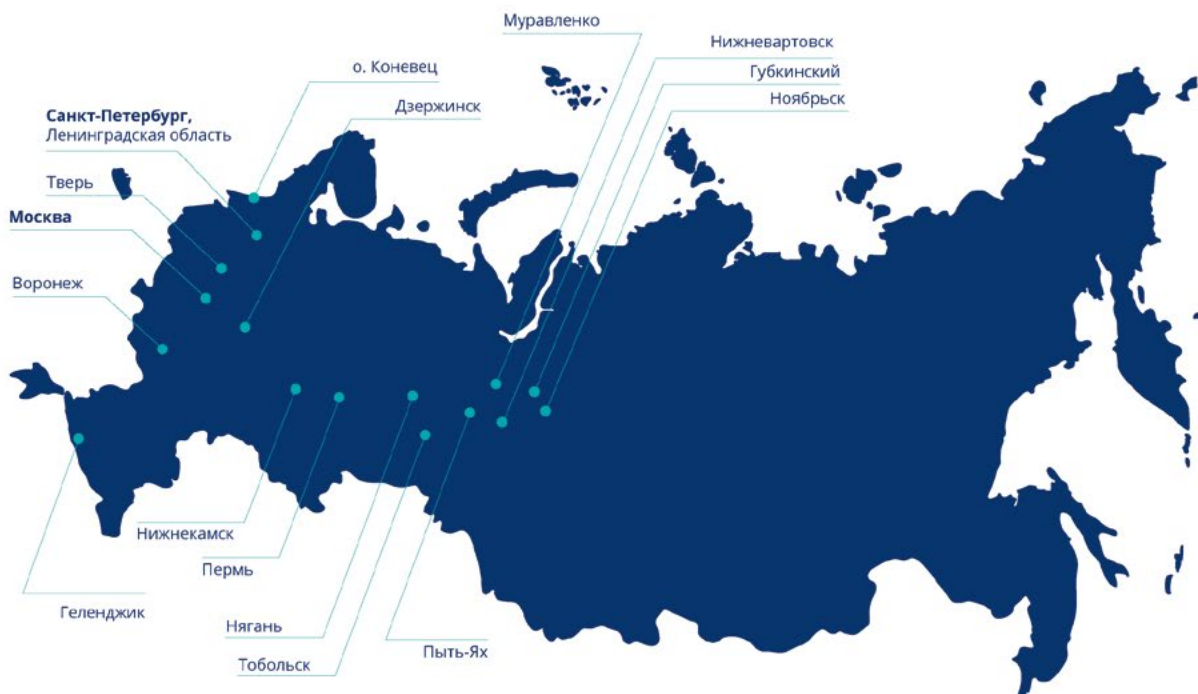 Муравленко
Нижневартовск
о. Коневец
Губкинский
Дзержинск
Ноябрьск
Санкт-Петербург,
Ленинградская область
Тверь
Москва
Воронеж
Нижнекамск
Пермь
Геленджик
Нягань
Пыть-Ях
Тобольск